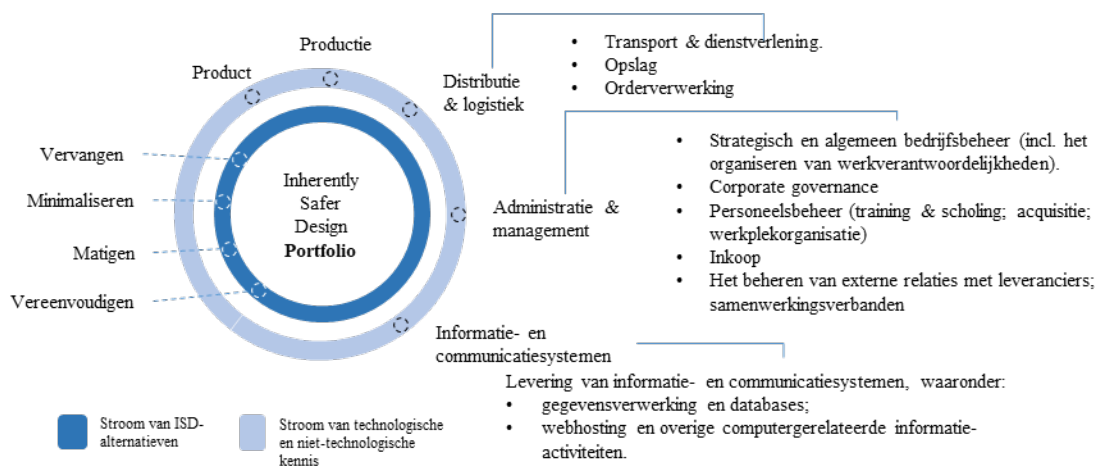 Productie
Product
Distributie
& logistiek
• Transport & dienstverlening.
• Opslag
• Orderverwerking
Vervangen
Minimaliseren
Matigen
Vereenvoudigen
Inherently
Safer
Design
Portfolio
Administratie &
management
• Strategisch en algemeen bedrijfsbeheer (incl. het
organiseren van werkverantwoordelijkheden).
• Corporate governance
• Personeelsbeheer (training & scholing; acquisitie;
werkplekorganisatie)
• Inkoop
• Het beheren van externe relaties met leveranciers;
samenwerkingsverbanden
Informatie- en
communicatiesystemen
Levering van informatie- en communicatiesystemen, waaronder:
• gegevensverwerking en databases;
• webhosting en overige computergerelateerde informatie-
activiteiten.
Stroom van ISD-
alternatieven
Stroom van technologische
en niet-technologische
kennis